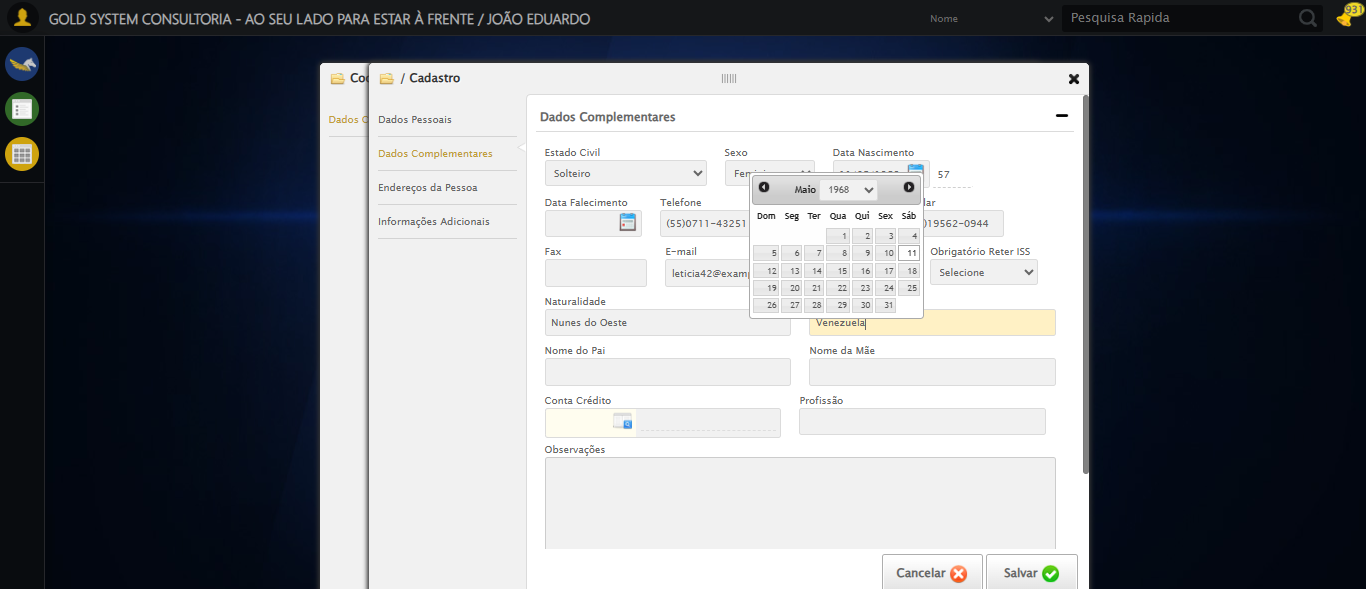 GOLD SYSTEM CONSULTORIA - AO SEU LADO PARA ESTAR À FRENTE / JOÃO EDUARDO
Nome
Pesquisa Rapida
931
/ Cadastro
Dados Pessoais
Dados Complementares
Endereços da Pessoa
Informações Adicionais
Dados Complementares
Estado Civil Sexo Data Nascimento
Solteiro 57
Data Falecimento Telefone
(55)0711-43251 )19562-0944
Fax E-mail Obrigatório Reter ISS
leticia42@examp Selecione
Maio 1968
Dom Seg Ter Qua Qui Sex Sáb
1 2 3 4
5 6 7 8 9 10 11
12 13 14 15 16 17 18
19 20 21 22 23 24 25
26 27 28 29 30 31
Naturalidade
Nunes do Oeste Venezuela
Nome do Pai Nome da Mãe
Conta Crédito Profissão
Observações
Cancelar Salvar